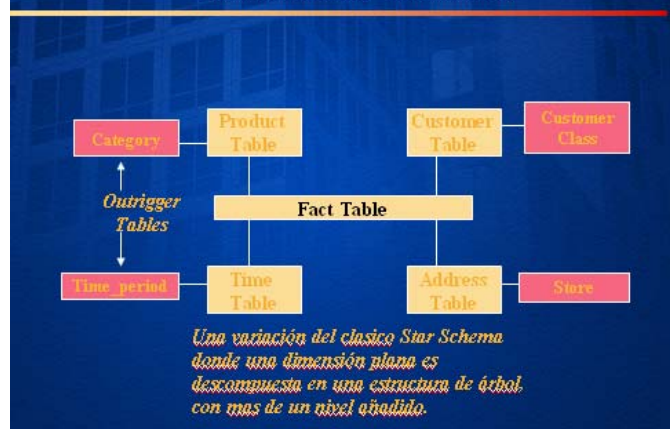 Product
Table
Customer
Table
Customer
Class
Category
Outrigger
Tables
Fact Table
Time_period
Time
Table
Address
Table
Store
Una variación del clasico Star Schema
donde una dimensión plana es
descompuesta en una estructura de árbol,
con mas de un nivel añadido.